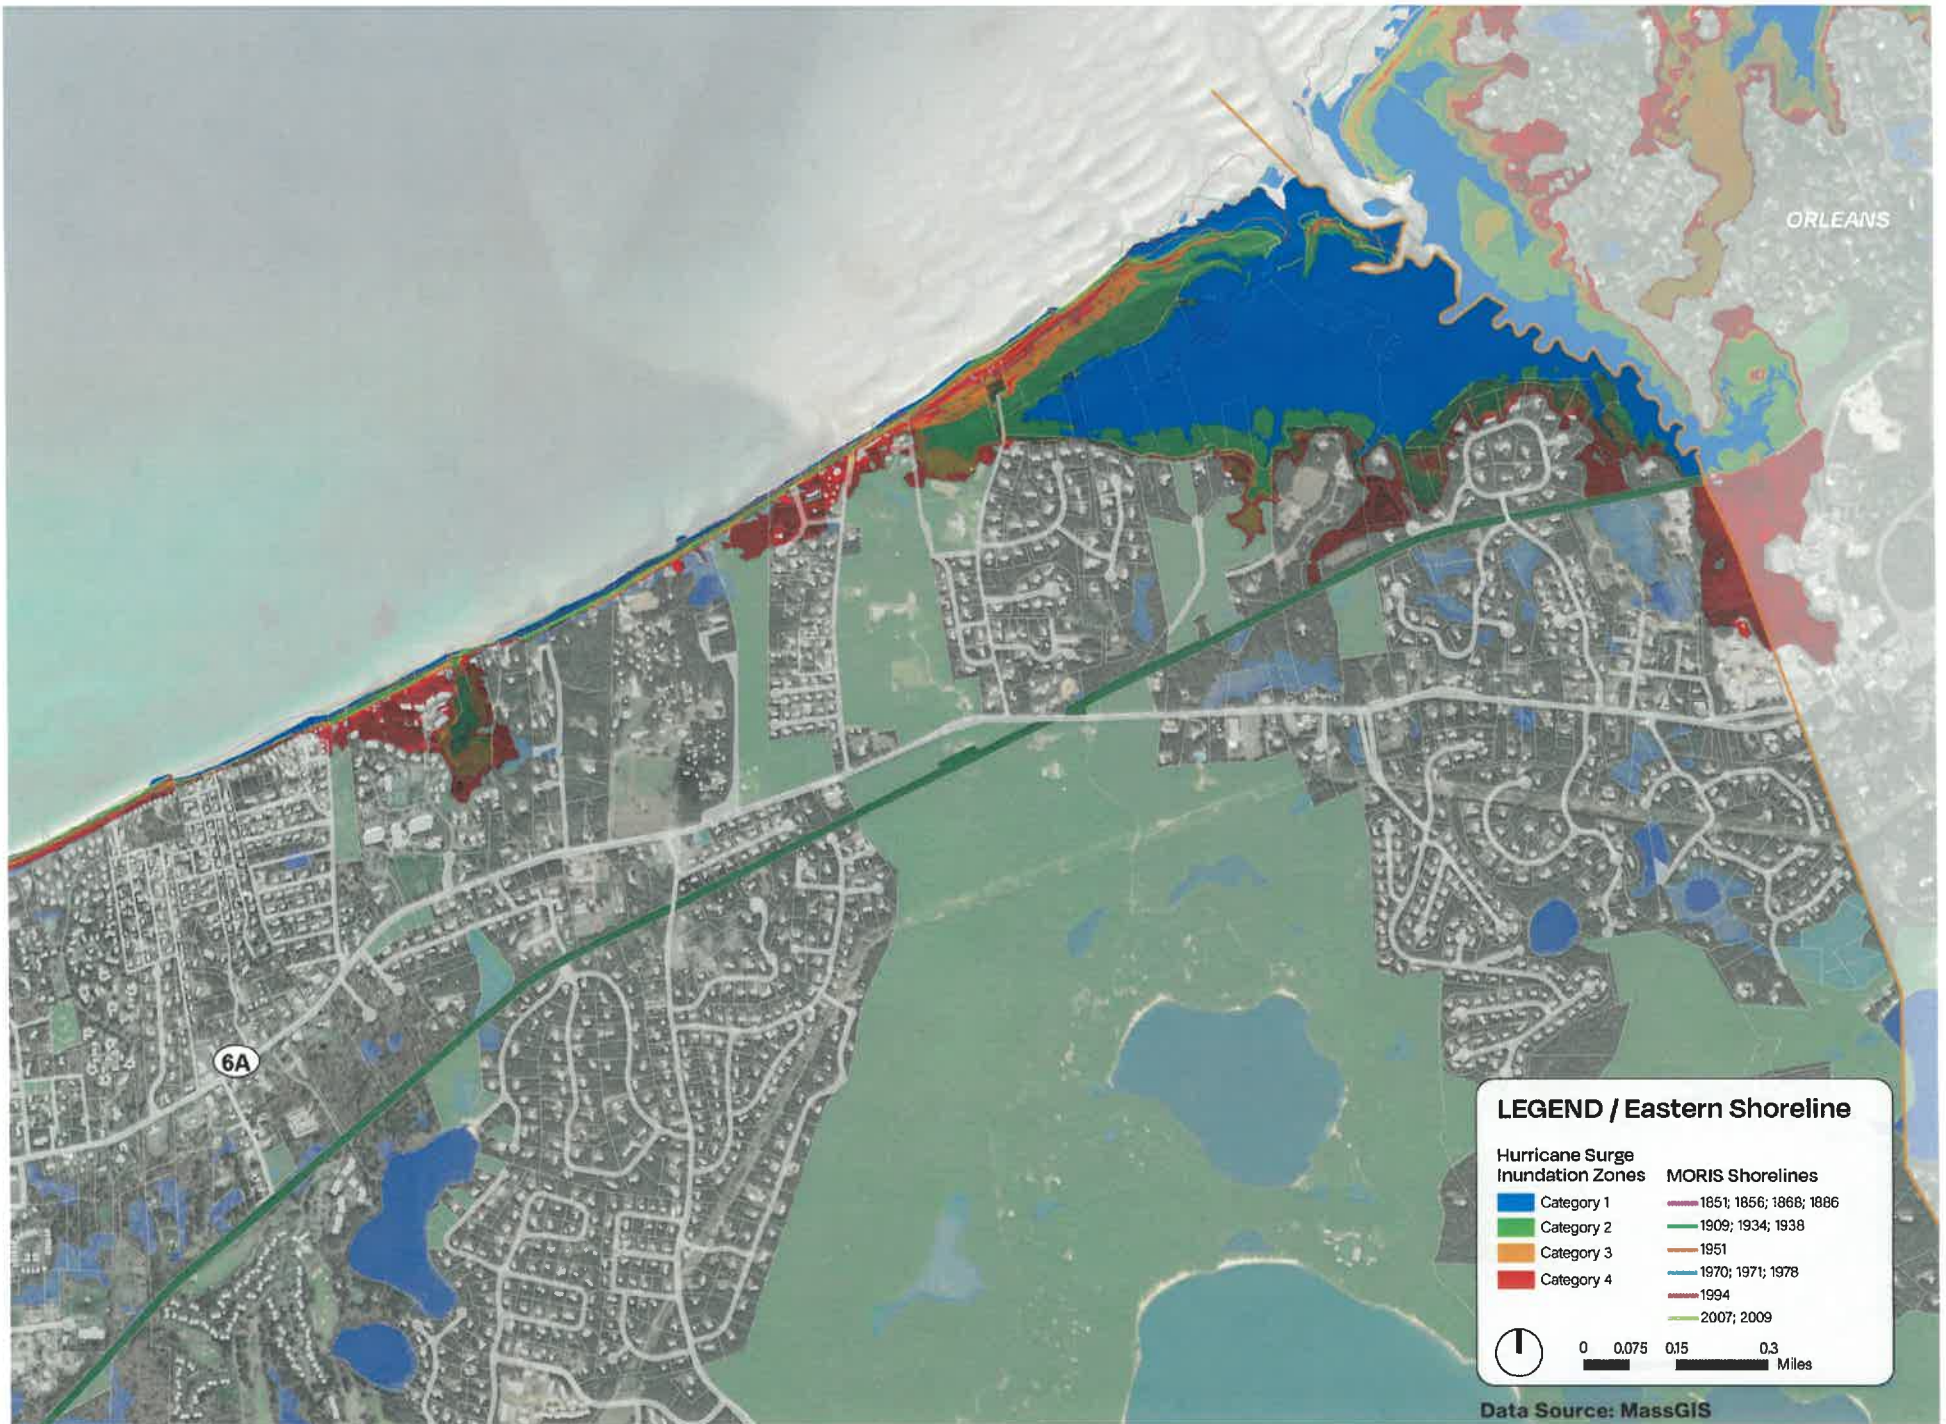 ORLEANS
6A
LEGEND / Eastern Shoreline
Hurricane Surge
Inundation Zones
Category 1
Category 2
Category 3
Category 4
MORIS Shorelines
1851; 1856; 1868; 1886
1909; 1934; 1938
1951
1970; 1971; 1978
1994
2007; 2009
0 0.075 0.15 0.3
Miles
Data Source: MassGIS